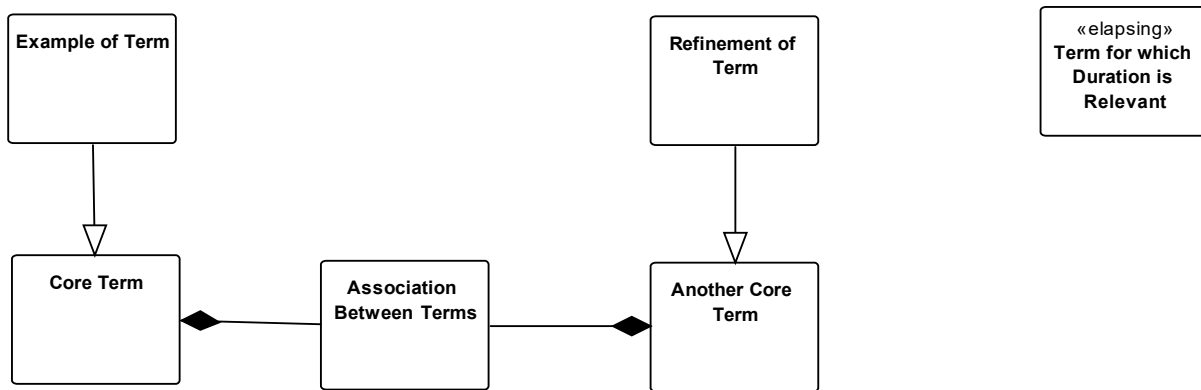 Example of Term
Refinement of
Term
«elapsing»
Term for which
Duration is
Relevant
Core Term
Association
Between Terms
Another Core
Term